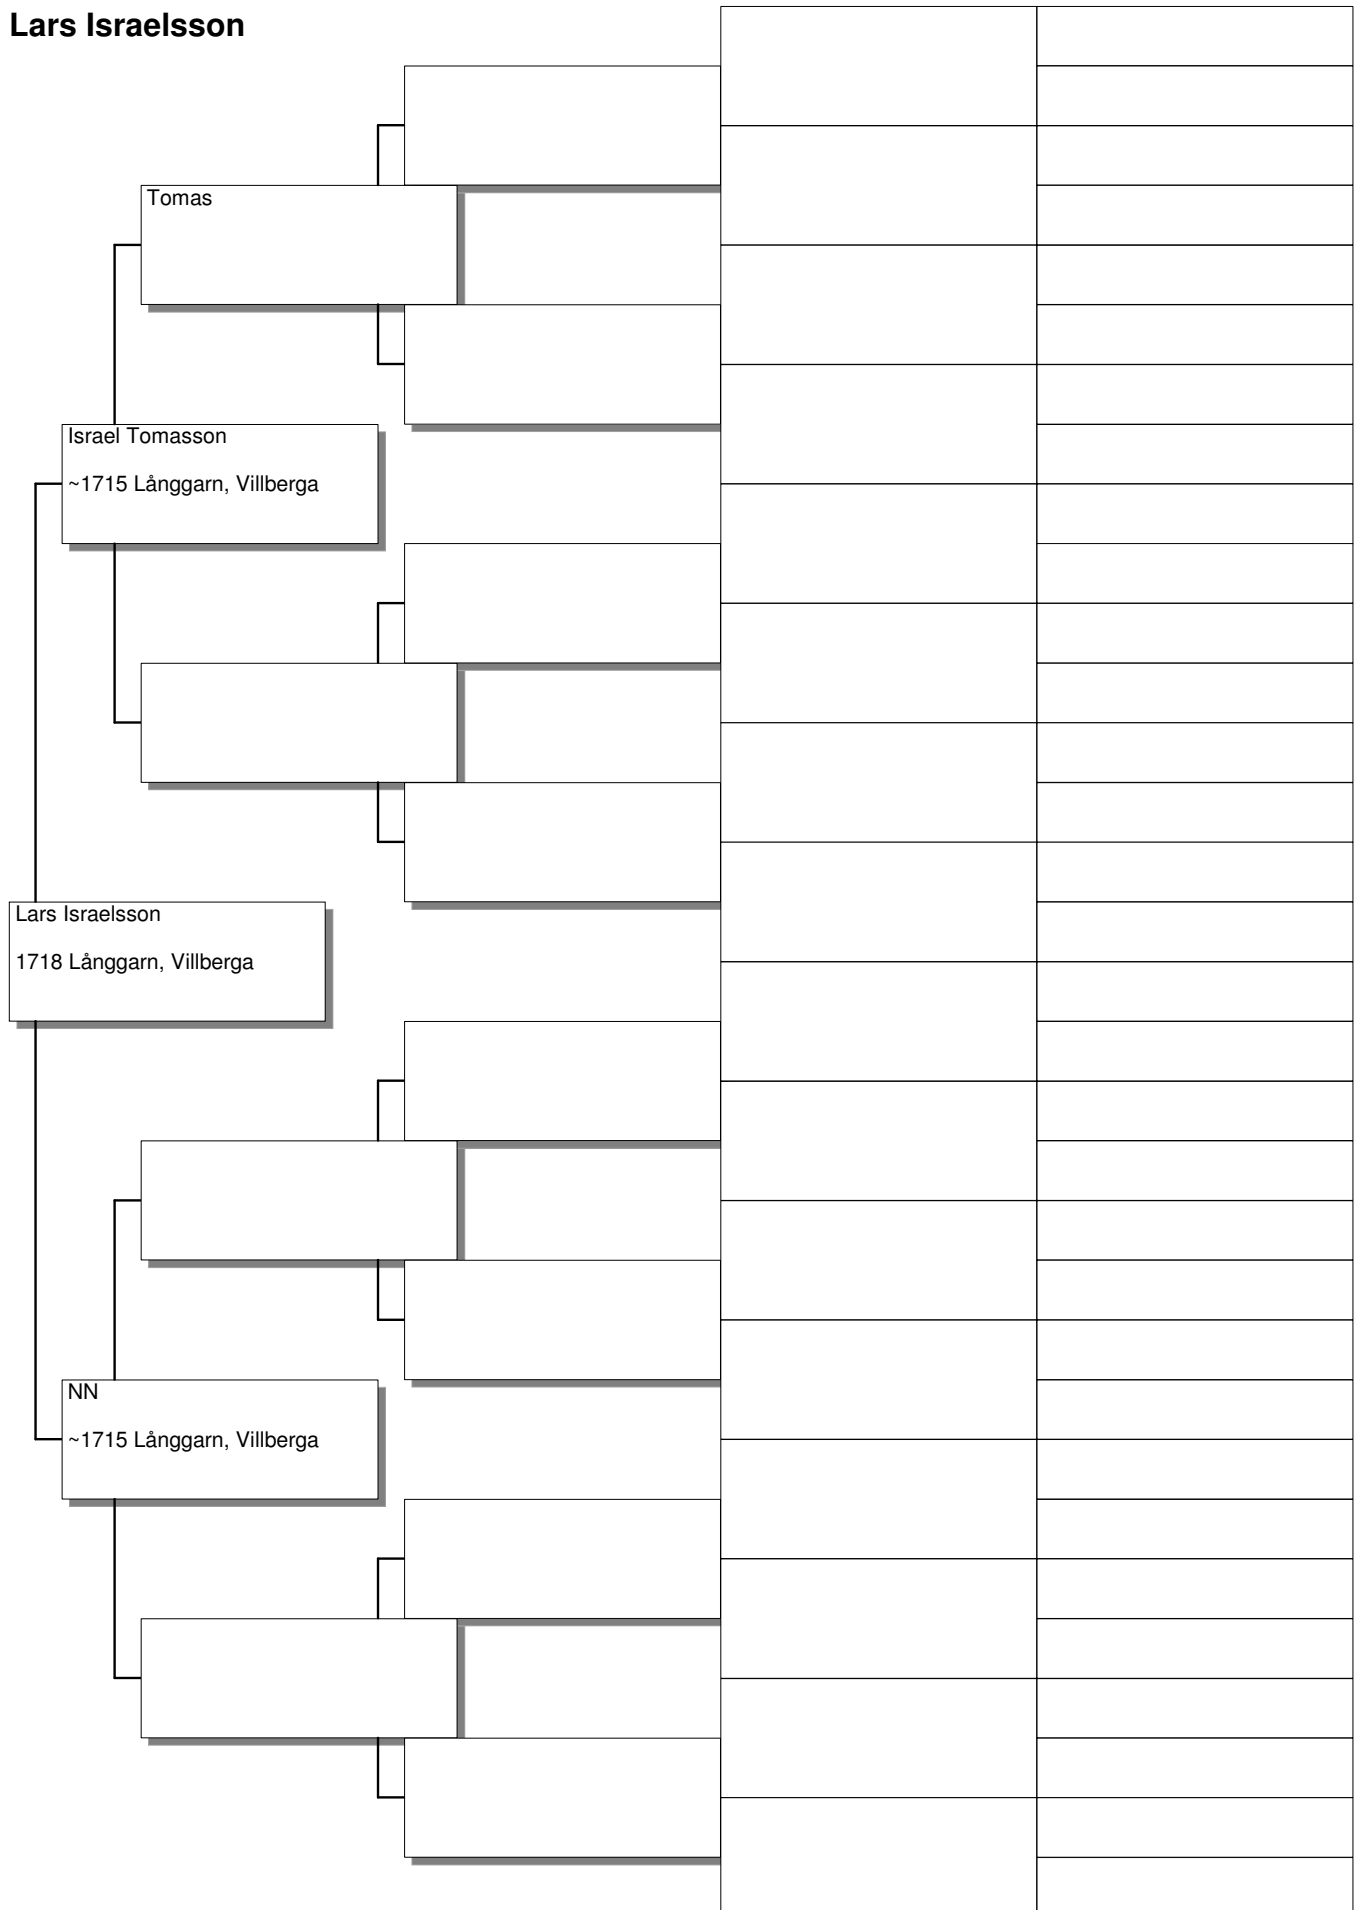 Lars Israelsson
Tomas
Israel Tomasson
~1715 Långgarn, Villberga
Lars Israelsson
1718 Långgarn, Villberga
NN
~1715 Långgarn, Villberga